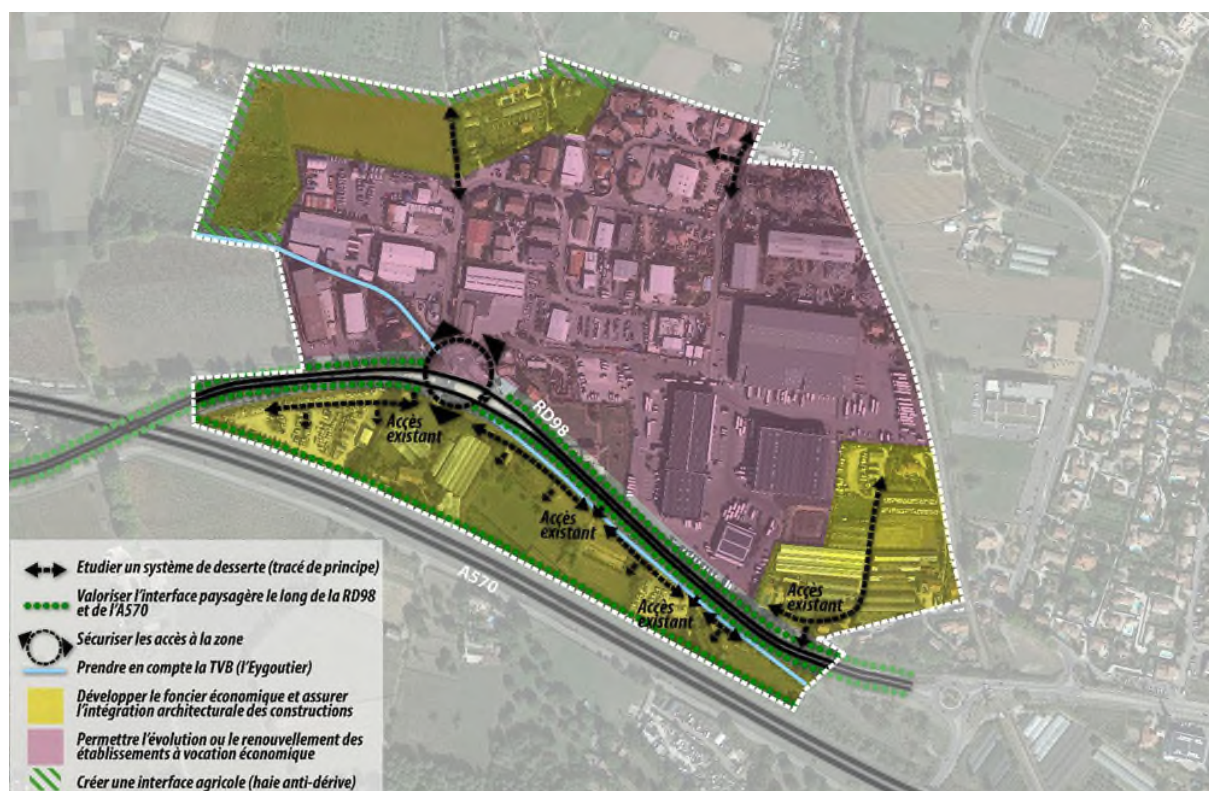 RD98
Accès
existant
Accès
existant
Accès
existant
Accès
existant
A570
Etudier un système de desserte (tracé de principe)
Valoriser l'interface paysagère le long de la RD98
et de l'A570
Sécuriser les accès à la zone
Prendre en compte la TVB (l'Eygoutier)
Développer le foncier économique et assurer
l'intégration architecturale des constructions
Permettre l'évolution ou le renouvellement des
établissements à vocation économique
Créer une interface agricole (haie anti-dérive)